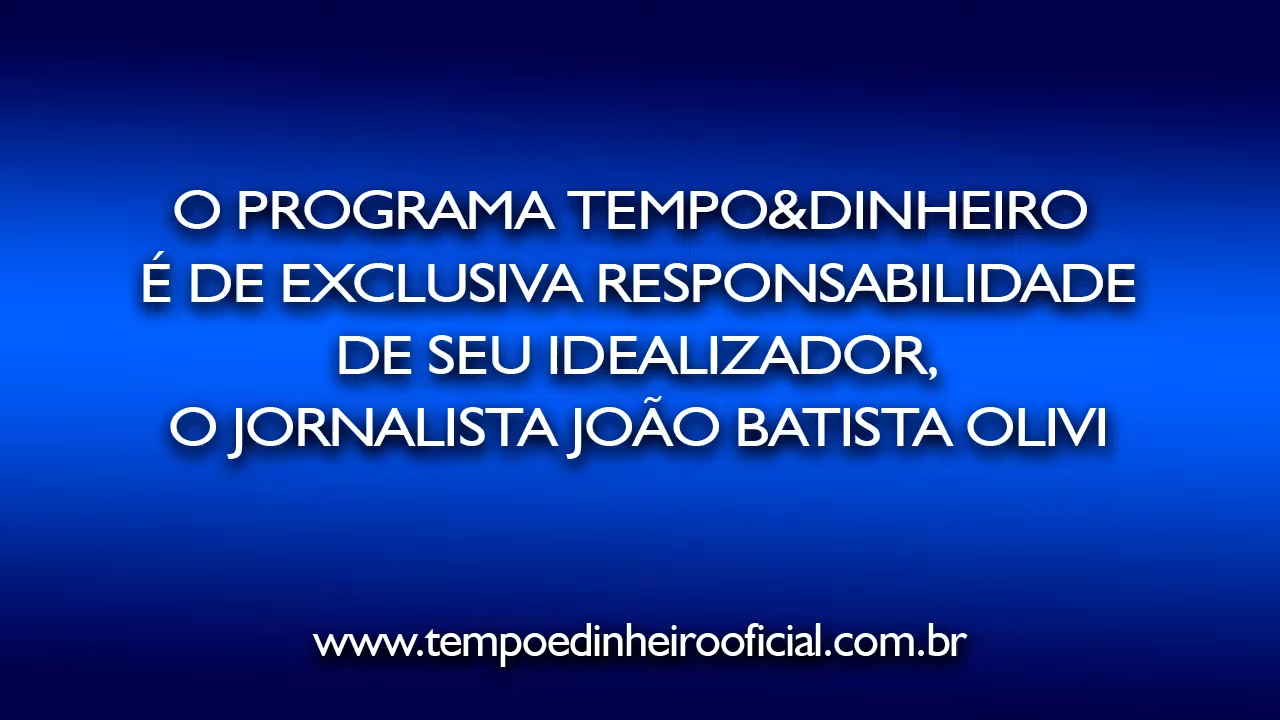 O PROGRAMA TEMPO&DINHEIRO
É DE EXCLUSIVA RESPONSABILIDADE
DE SEU IDEALIZADOR,
O JORNALISTA JOÃO BATISTA OLIVI
www.tempoedinheirooficial.com.br